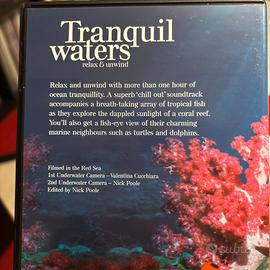 Tranquil
waters
relax & unwind
Relax and unwind with more than one hour of
ocean tranquillity. A superb 'chill out' soundtrack
accompanies a breath-taking array of tropical fish
as they explore the dappled sunlight of a coral reef.
You'll also get a fish-eye view of their charming
marine neighbours such as turtles and dolphins.
Filmed in the Red Sea
1st Underwater Camera – Valentina Cucchiara
2nd Underwater Camera – Nick Poole
Edited by Nick Poole
subito